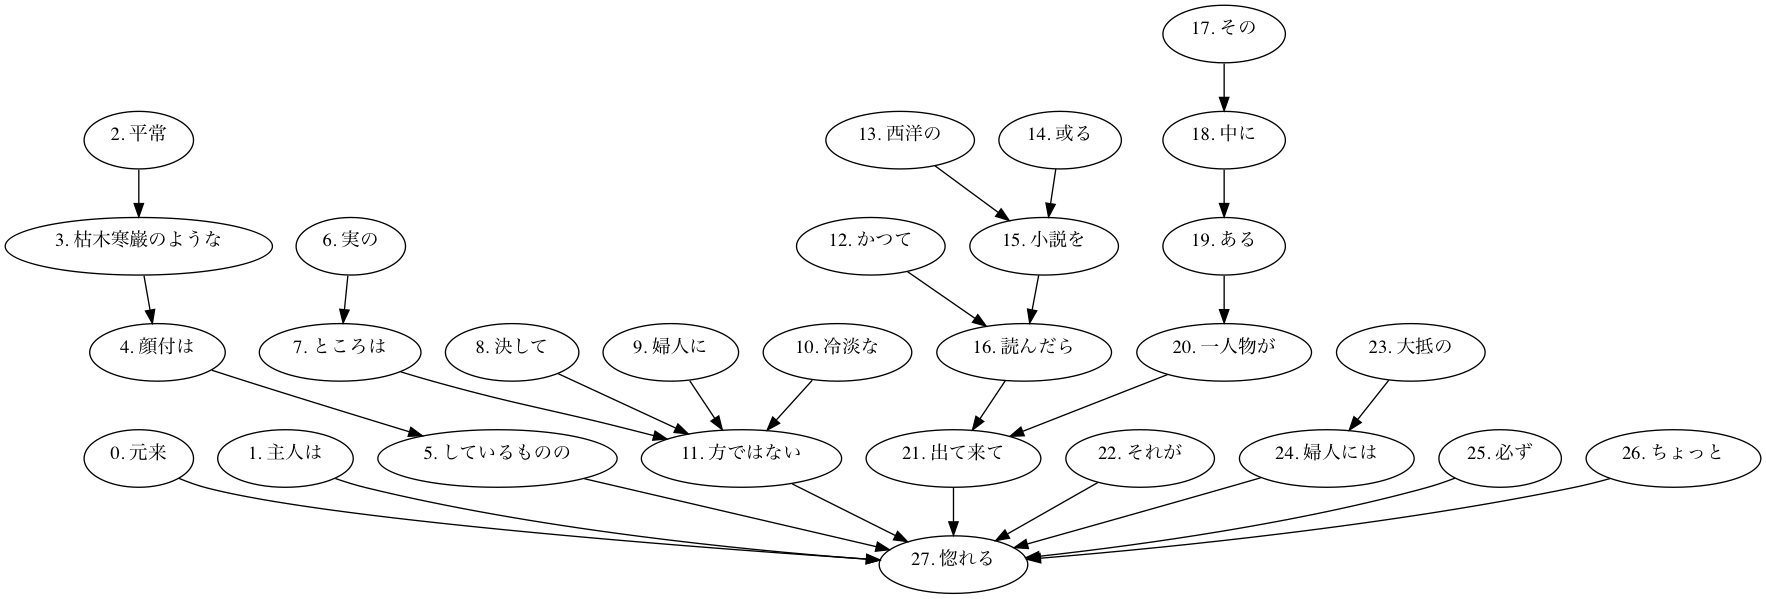 17. その
2. 平常
13. 西洋の
14. 或る
18. 中に
3. 枯木寒巌のような
6. 実の
12. かつて
15. 小説を
19. ある
4. 顔付は
7. ところは
8. 決して
9. 婦人に
10. 冷淡な
16. 読んだら
20. 一人物が
23. 大抵の
0. 元来
1. 主人は
5. しているものの
11. 方ではない
21. 出て来て
22. それが
24. 婦人には
25. 必ず
26. ちょっと
27. 惚れる